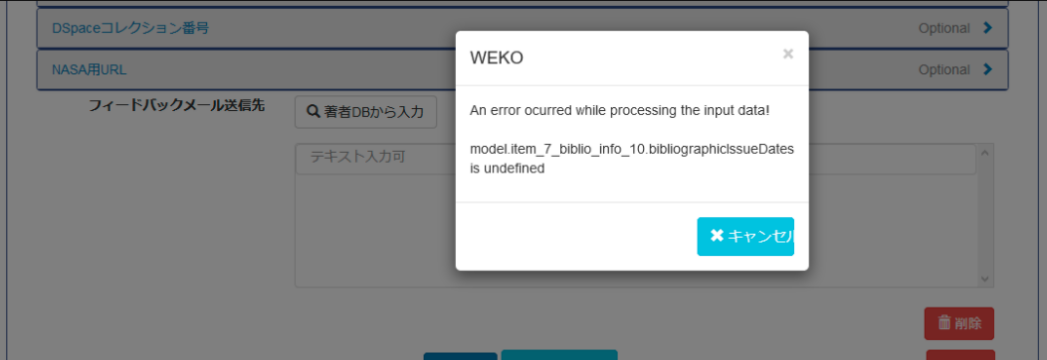 DSpaceコレクション番号 Optional
WEKO ×
NASA用URL Optional
フィードバックメール送信先
著者DBから入力
An error ocurred while processing the input data!
テキスト入力可
model.item_7_biblio_info_10.bibliographicIssueDates
is undefined
キャンセル
削除